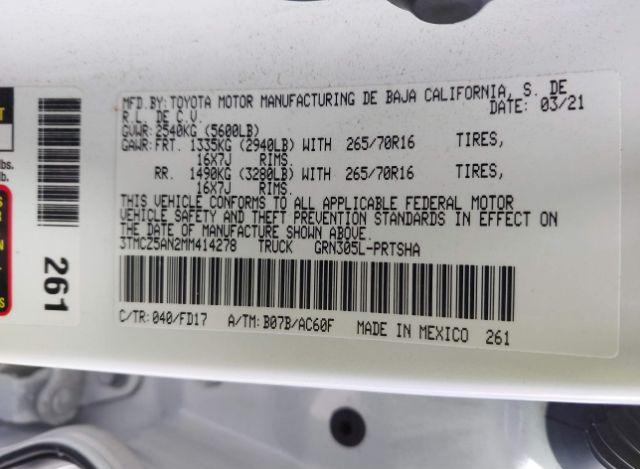 MFD.BY:TOYOTA MOTOR MANUFACTURING DE BAJA CALIFORNIA, S. DE
R.L. DE C.V. DATE: 03/21
GVWR:2540KG (5600LB)
GAWR:FRT. 1335KG (2940LB) WITH 265/70R16 TIRES,
16X7J RIMS.
RR. 1490KG (3280LB) WITH 265/70R16 TIRES,
16X7J RIMS.
THIS VEHICLE CONFORMS TO ALL APPLICABLE FEDERAL MOTOR
VEHICLE SAFETY AND THEFT PREVENTION STANDARDS IN EFFECT ON
THE DATE OF MANUFACTURE SHOWN ABOVE.
3TMCZ5AN2MM414278 TRUCK GRN305L-PRTSHA
C/TR:040/FD17 A/TM:B07B/AC60F MADE IN MEXICO 261
261
lbs.
lb.